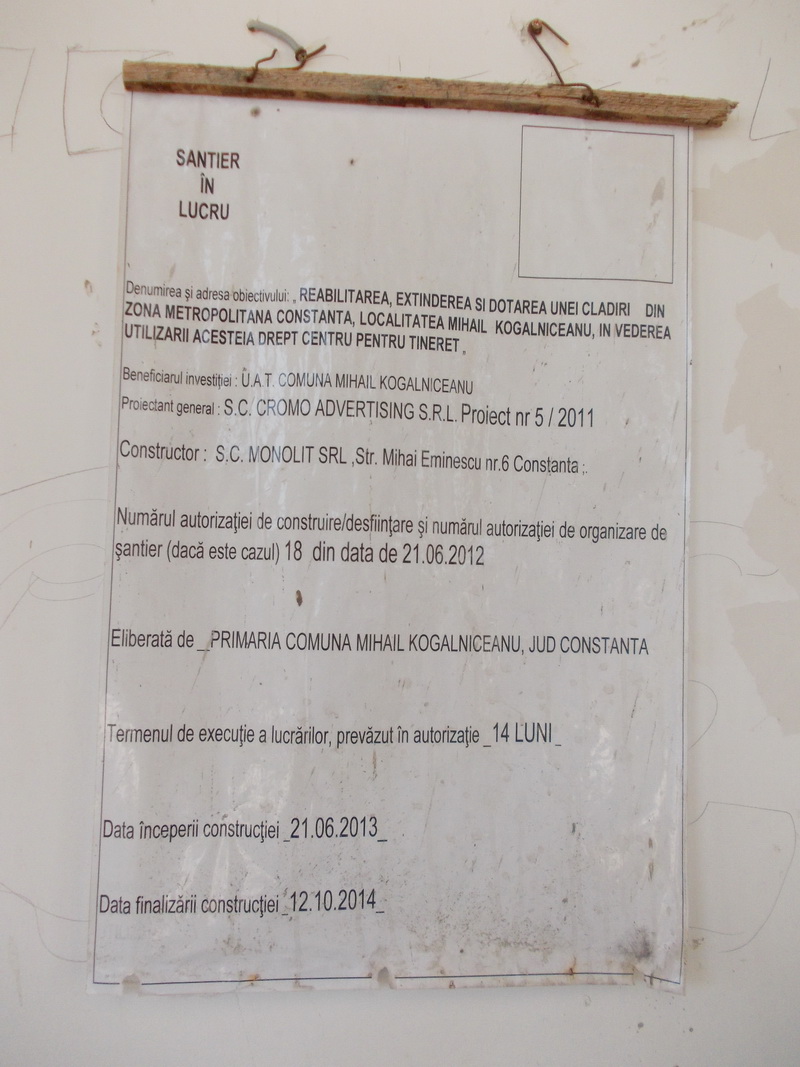 SANTIER
ÎN
LUCRU
Denumirea şi adresa obiectivului: „ REABILITAREA, EXTINDEREA SI DOTAREA UNEI CLADIRI DIN
ZONA METROPOLITANA CONSTANTA, LOCALITATEA MIHAIL KOGALNICEANU, IN VEDEREA
UTILIZARII ACESTEIA DREPT CENTRU PENTRU TINERET „
Beneficiarul investiţiei : U.A.T. COMUNA MIHAIL KOGALNICEANU
Proiectant general : S.C. CROMO ADVERTISING S.R.L. Proiect nr 5 / 2011
Constructor : S.C. MONOLIT SRL ,Str. Mihai Eminescu nr.6 Constanta ;
Numărul autorizaţiei de construire/desfiinţare şi numărul autorizaţiei de organizare de
şantier (dacă este cazul) 18 din data de 21.06.2012
Eliberată de _ PRIMARIA COMUNA MIHAIL KOGALNICEANU, JUD CONSTANTA
Termenul de execuţie a lucrărilor, prevăzut în autorizaţie _14 LUNI_
Data începerii construcţiei _21.06.2013_
Data finalizării construcţiei _12.10.2014_